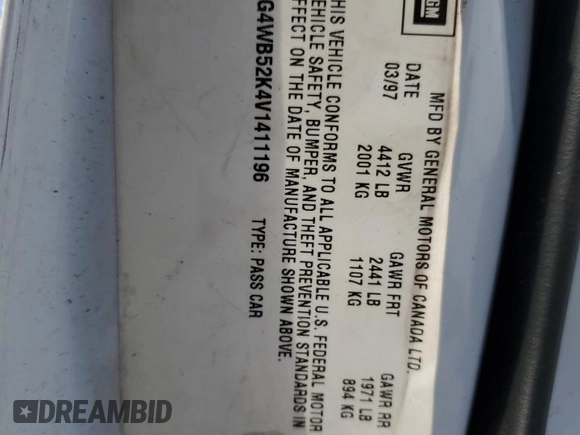 GM
MFD BY GENERAL MOTORS OF CANADA LTD.
DATE GVWR GAWR FRT GAWR RR
03/97 4412 LB 2441 LB 1971 LB
2001 KG 1107 KG 894 KG
THIS VEHICLE CONFORMS TO ALL APPLICABLE U.S. FEDERAL MOTOR
VEHICLE SAFETY, BUMPER, AND THEFT PREVENTION STANDARDS IN
EFFECT ON THE DATE OF MANUFACTURE SHOWN ABOVE.
G4WB52K4V1411196 TYPE: PASS CAR
DREAMBID